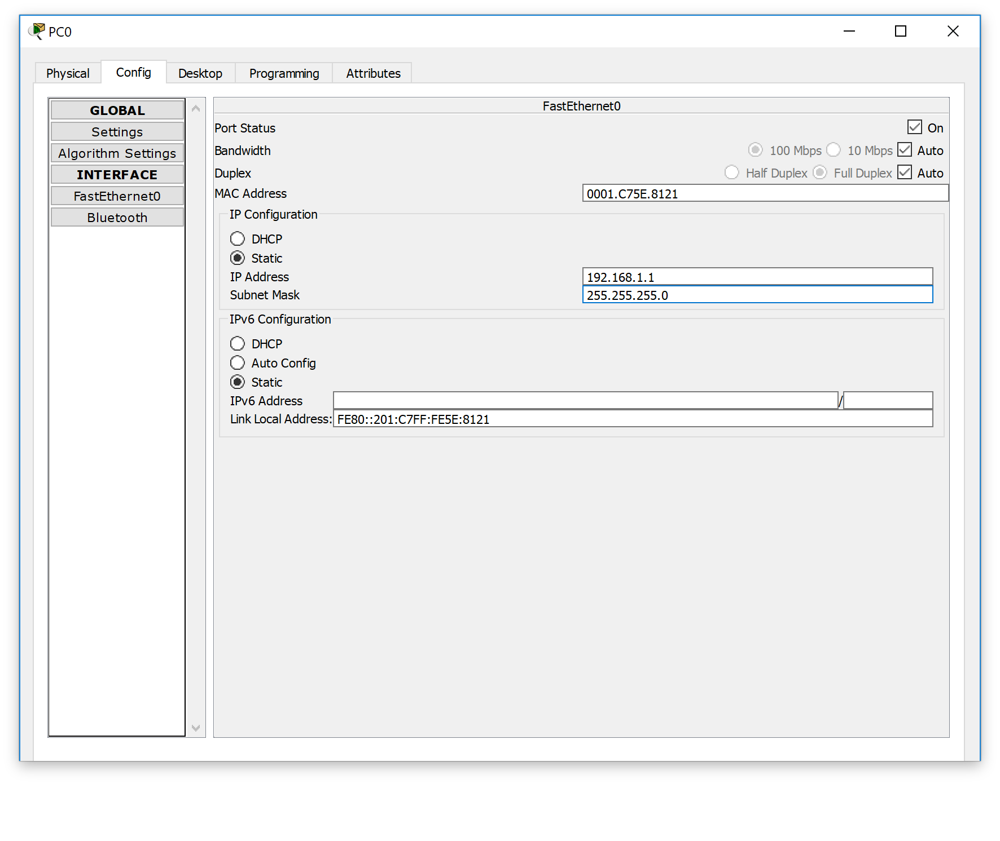 PC0
Physical Config Desktop Programming Attributes
GLOBAL
Settings
Algorithm Settings
INTERFACE
FastEthernet0
Bluetooth
FastEthernet0
Port Status On
Bandwidth 100 Mbps 10 Mbps Auto
Duplex Half Duplex Full Duplex Auto
MAC Address 0001.C75E.8121
IP Configuration
DHCP
Static
IP Address 192.168.1.1
Subnet Mask 255.255.255.0
IPv6 Configuration
DHCP
Auto Config
Static
IPv6 Address /
Link Local Address: FE80::201:C7FF:FE5E:8121